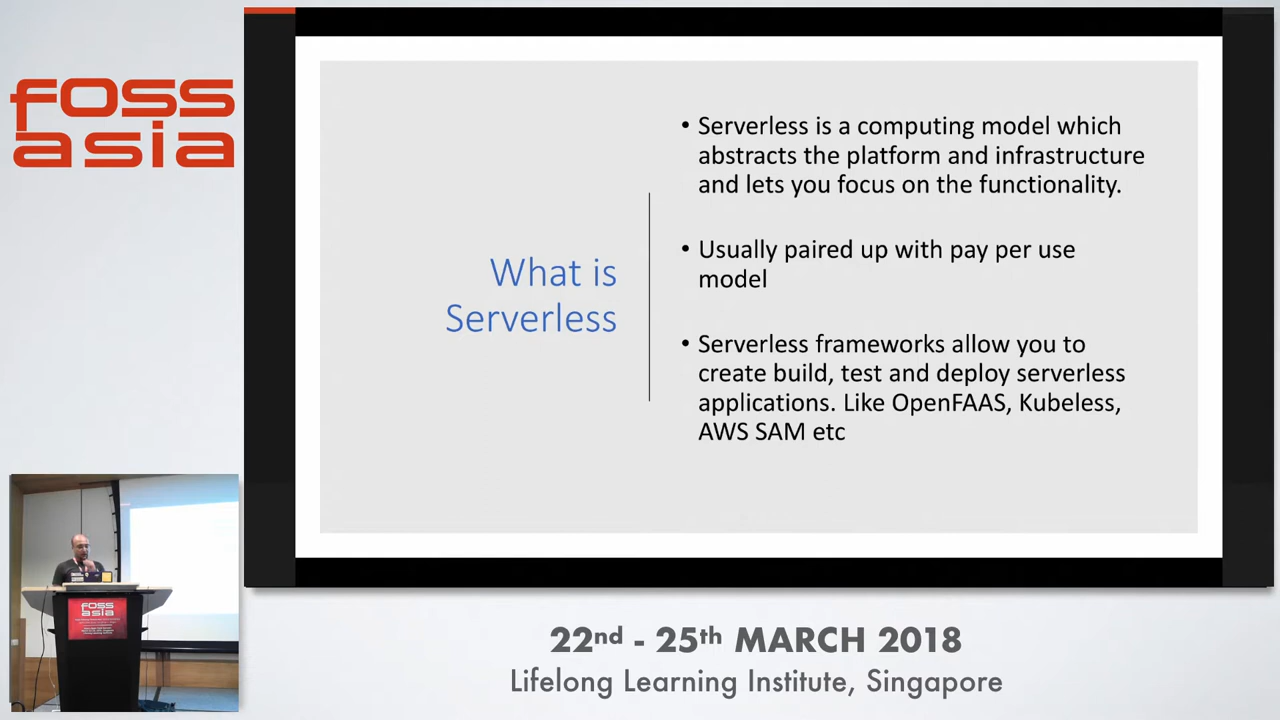 foss
asia
What is
Serverless
• Serverless is a computing model which
abstracts the platform and infrastructure
and lets you focus on the functionality.
• Usually paired up with pay per use
model
• Serverless frameworks allow you to
create build, test and deploy serverless
applications. Like OpenFAAS, Kubeless,
AWS SAM etc
foss
asia
22nd - 25th MARCH 2018
Lifelong Learning Institute, Singapore